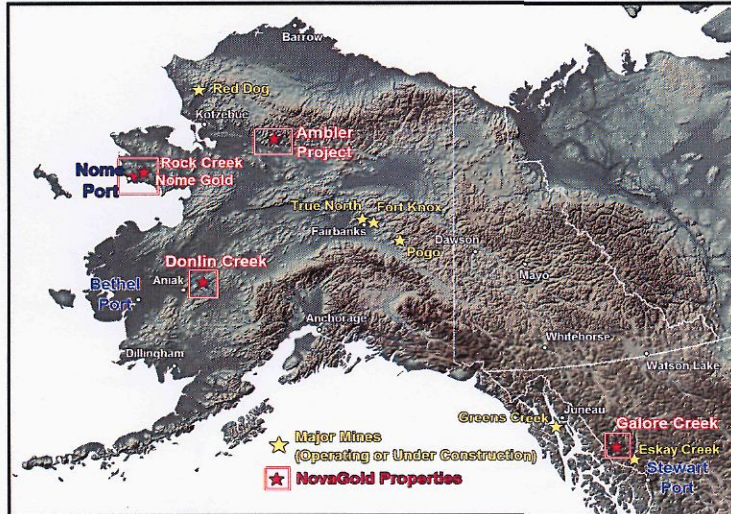 Barrow
Red Dog
Kotzebue
Ambler
Project
Nome
Port
Rock Creek
Nome Gold
True North
Fort Knox
Fairbanks
Pogo
Dawson
Mayo
Donlin Creek
Aniak
Bethel
Port
Anchorage
Dillingham
Whitehorse
Watson Lake
Greens Creek
Juneau
Galore Creek
Eskay Creek
Stewart
Port
Major Mines
(Operating or Under Construction)
NovaGold Properties